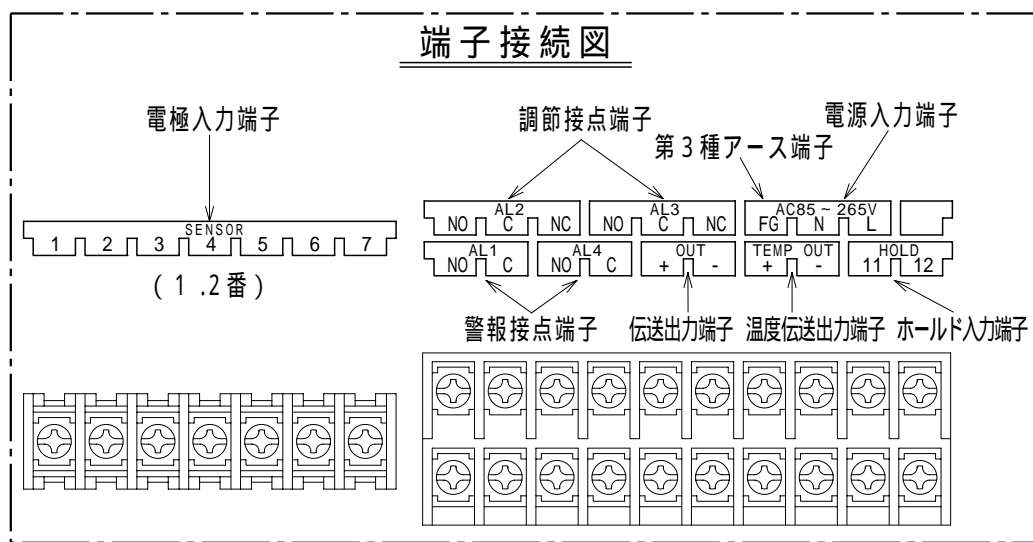 端子接続図
電極入力端子
調節接点端子
電源入力端子
第3種アース端子
AL2
AL3
AC85~265V
NO C NC
NO C NC
FG N L
SENSOR
1 2 3 4 5 6 7
AL1
AL4
OUT
TEMP OUT
HOLD
NO C
NO C
+ -
+ -
11 12
(1.2番)
警報接点端子
伝送出力端子
温度伝送出力端子
ホールド入力端子